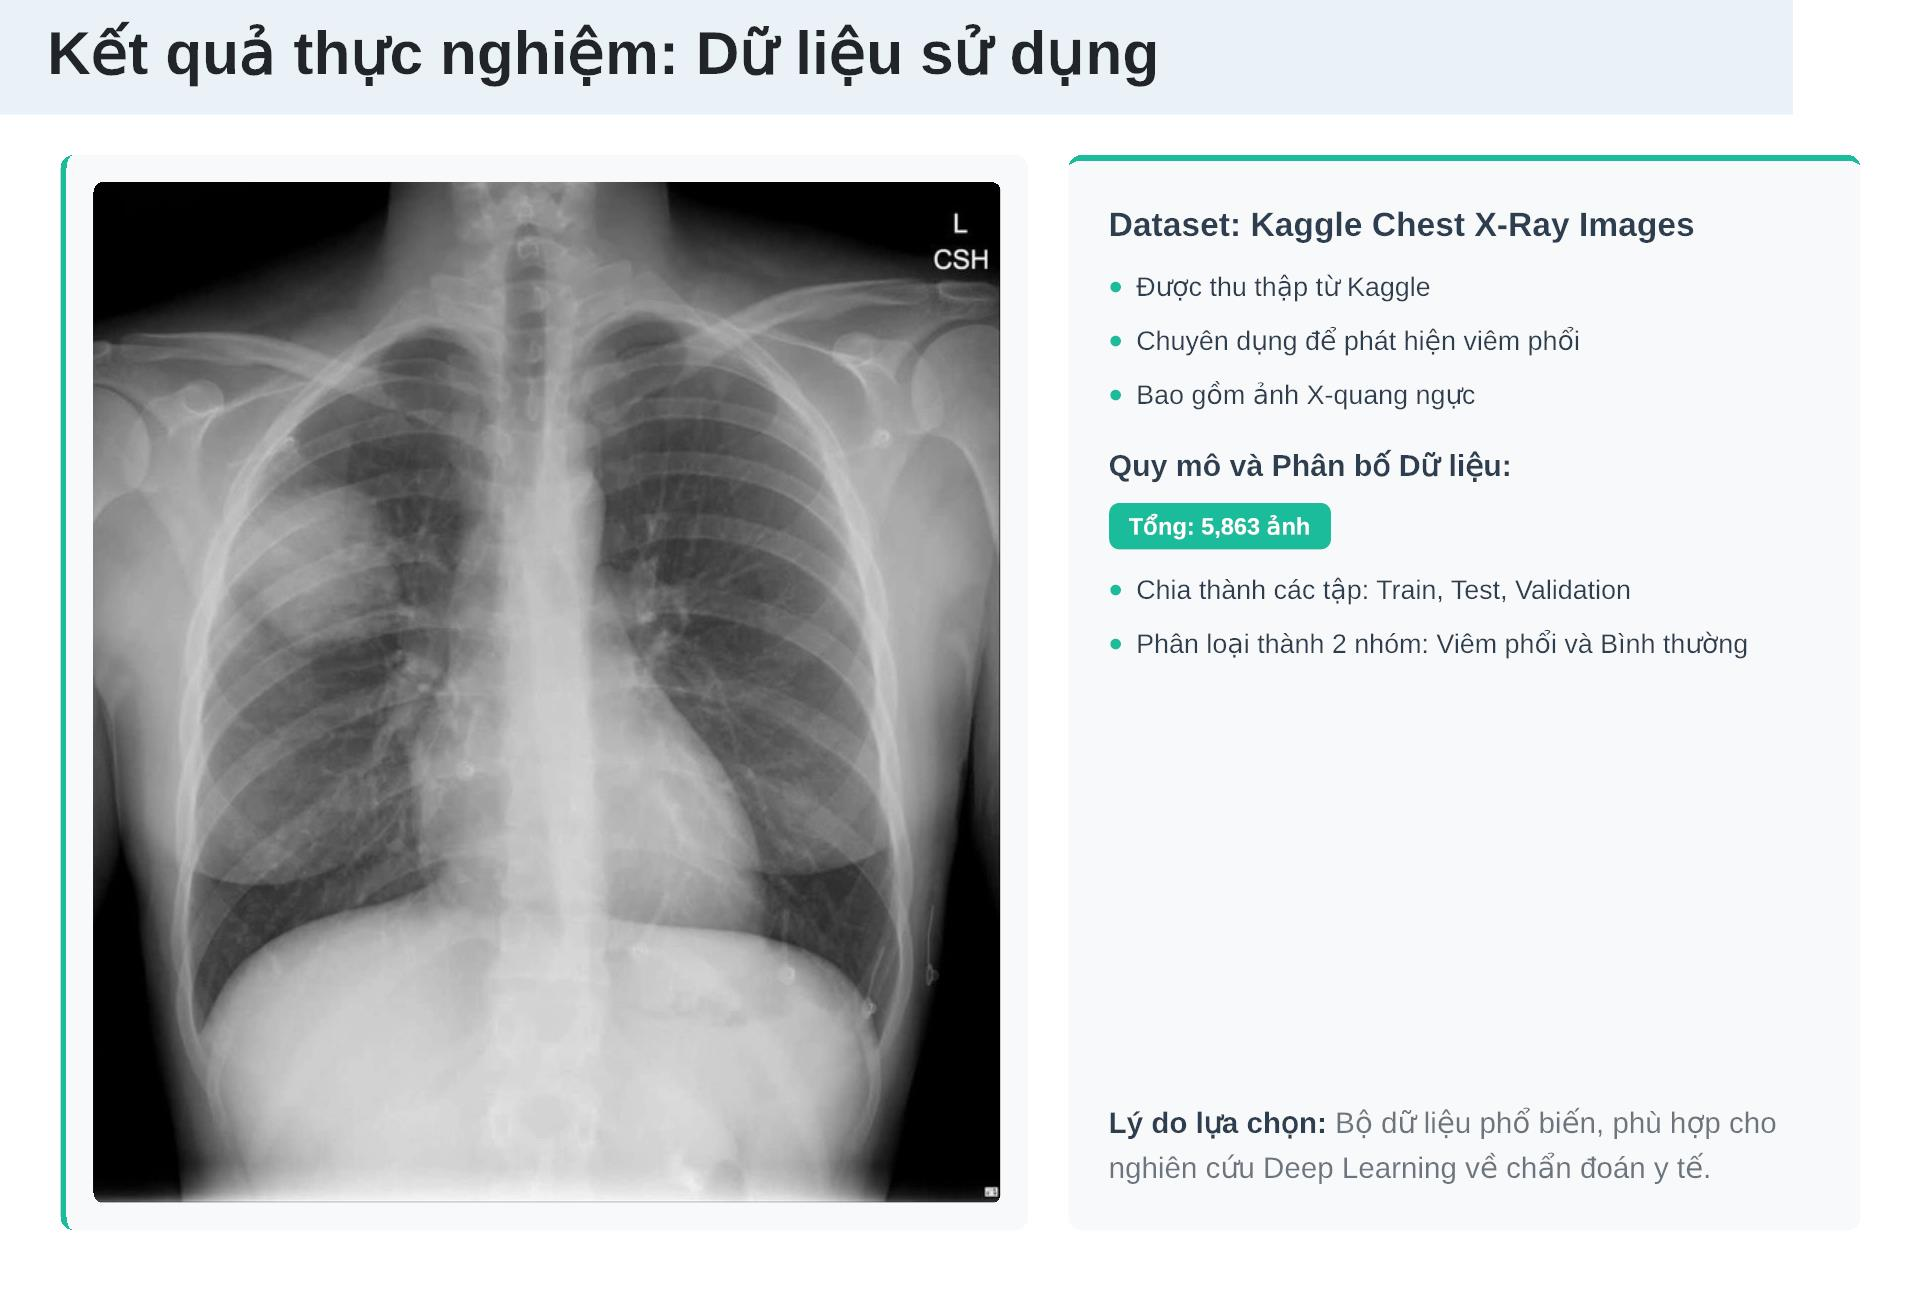 Kết quả thực nghiệm: Dữ liệu sử dụng
L
CSH
Dataset: Kaggle Chest X-Ray Images
Được thu thập từ Kaggle
Chuyên dụng để phát hiện viêm phổi
Bao gồm ảnh X-quang ngực
Quy mô và Phân bố Dữ liệu:
Tổng: 5,863 ảnh
Chia thành các tập: Train, Test, Validation
Phân loại thành 2 nhóm: Viêm phổi và Bình thường
Lý do lựa chọn: Bộ dữ liệu phổ biến, phù hợp cho
nghiên cứu Deep Learning về chẩn đoán y tế.